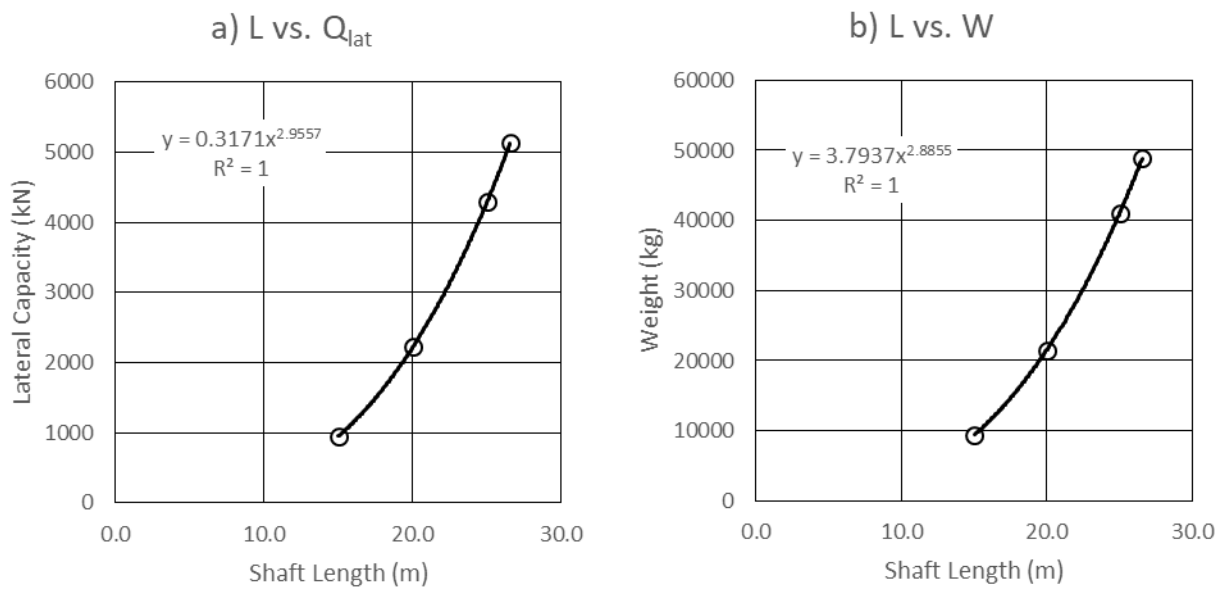 a) L vs. Qlat
6000
5000
4000
3000
2000
1000
0
Lateral Capacity (kN)
y = 0.3171x^2.9557
R² = 1
0.0 10.0 20.0 30.0
Shaft Length (m)
b) L vs. W
60000
50000
40000
30000
20000
10000
0
Weight (kg)
y = 3.7937x^2.8855
R² = 1
0.0 10.0 20.0 30.0
Shaft Length (m)